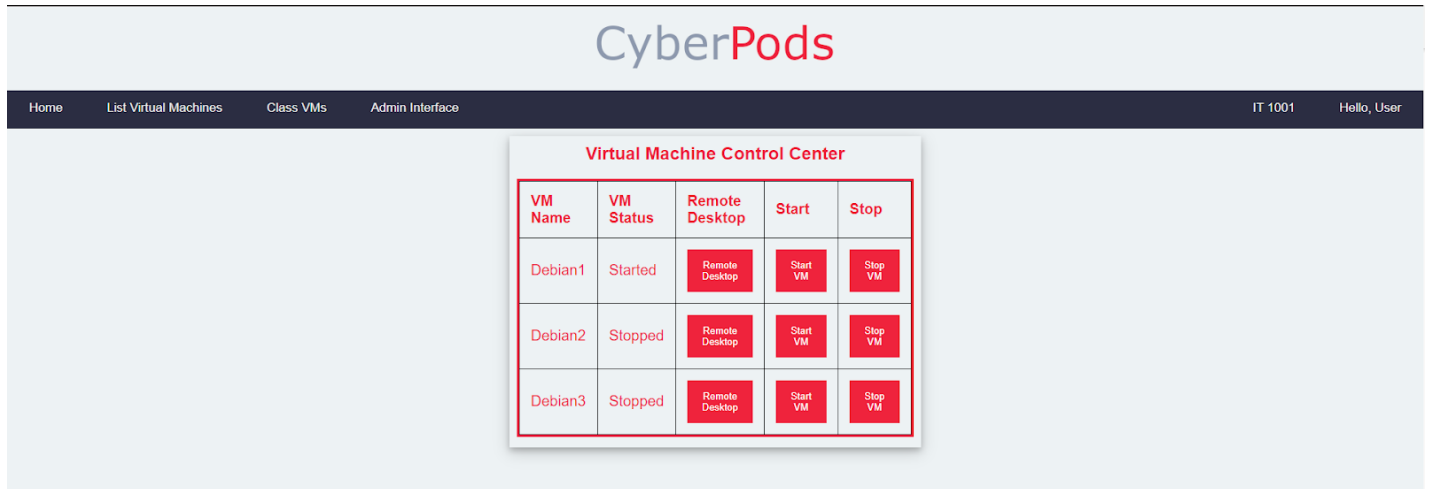 CyberPods
Home List Virtual Machines Class VMs Admin Interface IT 1001 Hello, User
Virtual Machine Control Center
VM Name VM Status Remote Desktop Start Stop
Debian1 Started Remote Desktop Start VM Stop VM
Debian2 Stopped Remote Desktop Start VM Stop VM
Debian3 Stopped Remote Desktop Start VM Stop VM